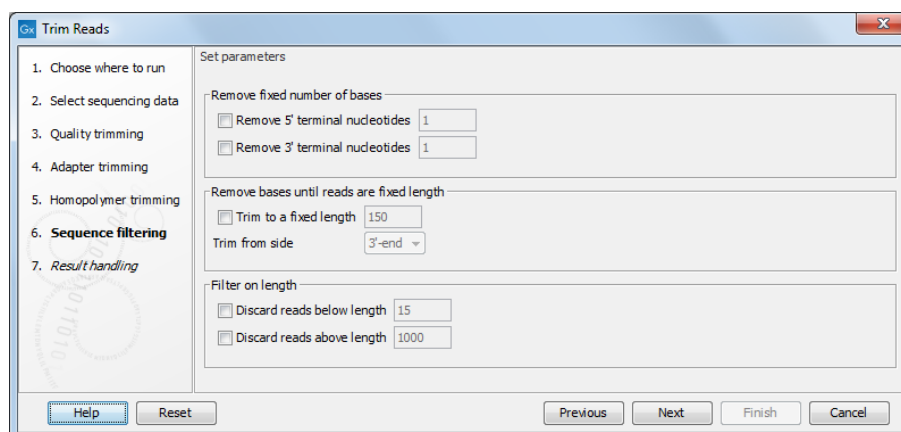 Gx Trim Reads
X
1. Choose where to run
2. Select sequencing data
3. Quality trimming
4. Adapter trimming
5. Homopolymer trimming
6. Sequence filtering
7. Result handling
Set parameters
Remove fixed number of bases
Remove 5' terminal nucleotides 1
Remove 3' terminal nucleotides 1
Remove bases until reads are fixed length
Trim to a fixed length 150
Trim from side 3'-end
Filter on length
Discard reads below length 15
Discard reads above length 1000
Help Reset Previous Next Finish Cancel